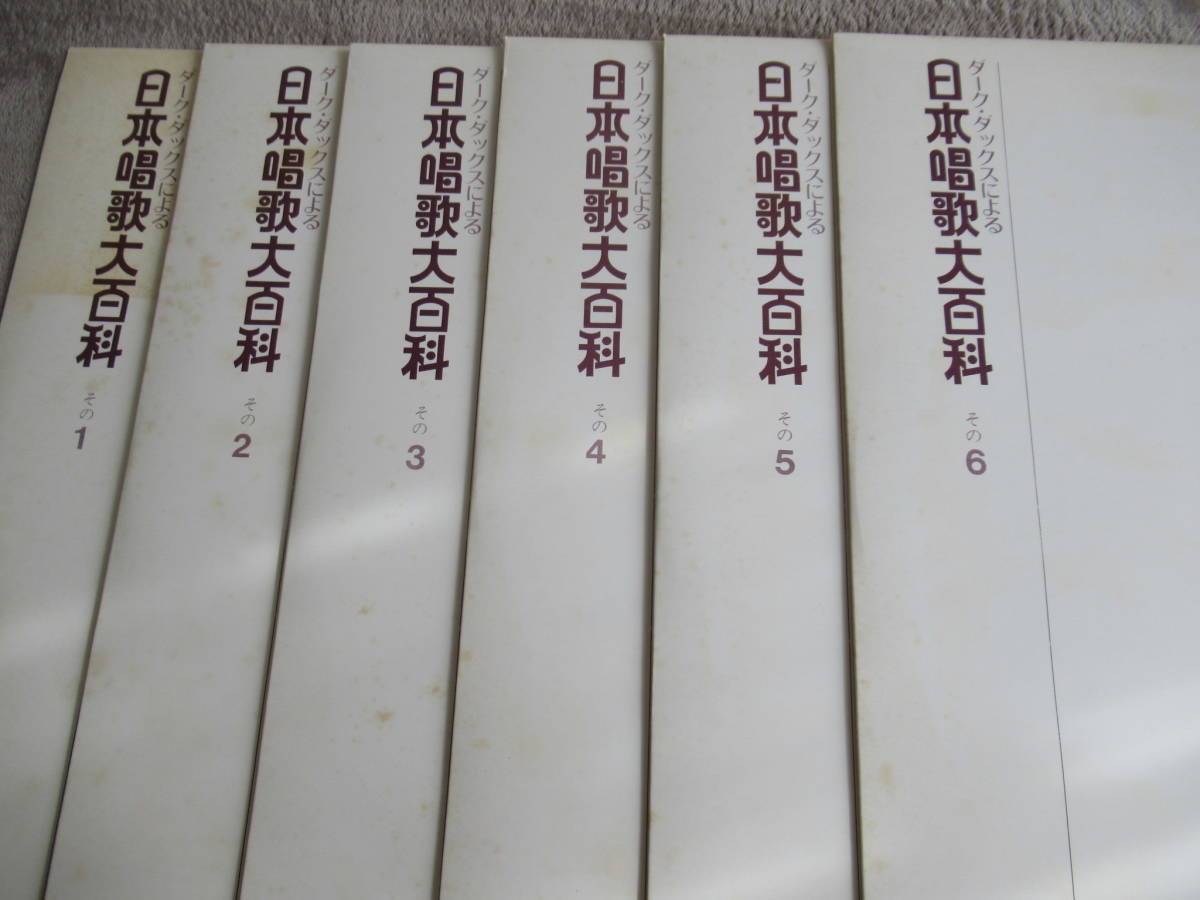 ダーク・ダックスによる
日本唱歌大百科
その1
ダーク・ダックスによる
日本唱歌大百科
その2
ダーク・ダックスによる
日本唱歌大百科
その3
ダーク・ダックスによる
日本唱歌大百科
その4
ダーク・ダックスによる
日本唱歌大百科
その5
ダーク・ダックスによる
日本唱歌大百科
その6